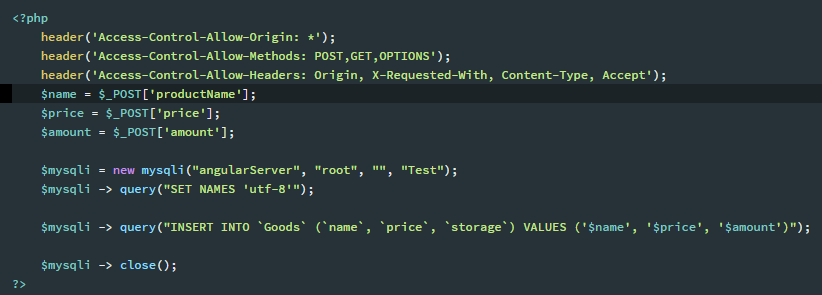 <?php
    header('Access-Control-Allow-Origin: *');
    header('Access-Control-Allow-Methods: POST,GET,OPTIONS');
    header('Access-Control-Allow-Headers: Origin, X-Requested-With, Content-Type, Accept');
    $name = $_POST['productName'];
    $price = $_POST['price'];
    $amount = $_POST['amount'];

    $mysqli = new mysqli("angularServer", "root", "", "Test");
    $mysqli -> query("SET NAMES 'utf-8'");

    $mysqli -> query("INSERT INTO `Goods` (`name`, `price`, `storage`) VALUES ('$name', '$price', '$amount')");

    $mysqli -> close();
?>